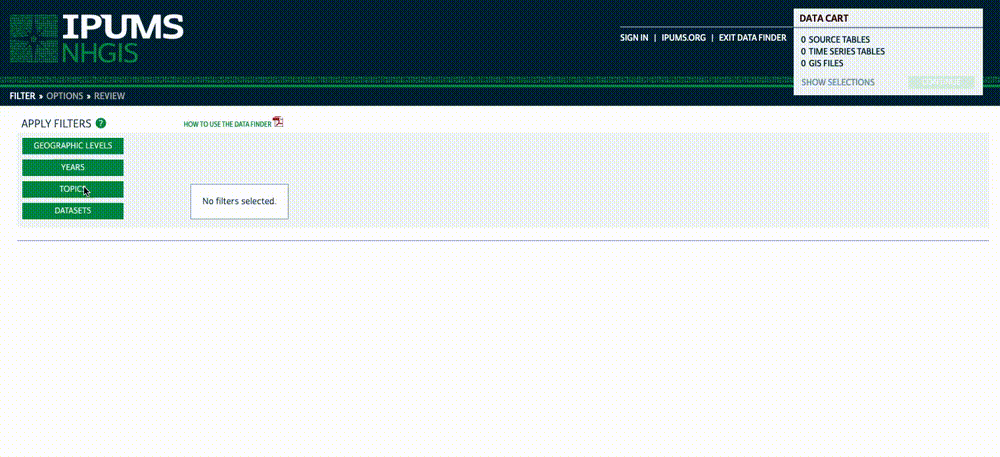 IPUMS
NHGIS
SIGN IN | IPUMS.ORG | EXIT DATA FINDER
DATA CART
0 SOURCE TABLES
0 TIME SERIES TABLES
0 GIS FILES
SHOW SELECTIONS
FILTER » OPTIONS » REVIEW
APPLY FILTERS ?
HOW TO USE THE DATA FINDER
GEOGRAPHIC LEVELS
YEARS
TOPICS
DATASETS
No filters selected.